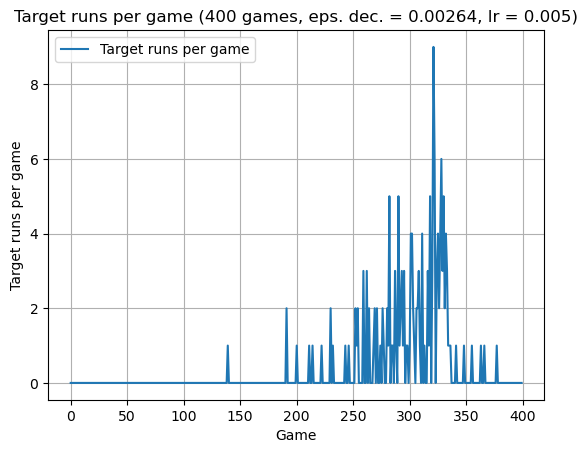 Target runs per game (400 games, eps. dec. = 0.00264, lr = 0.005)
Target runs per game
Target runs per game
8
6
4
2
0
0 50 100 150 200 250 300 350 400
Game